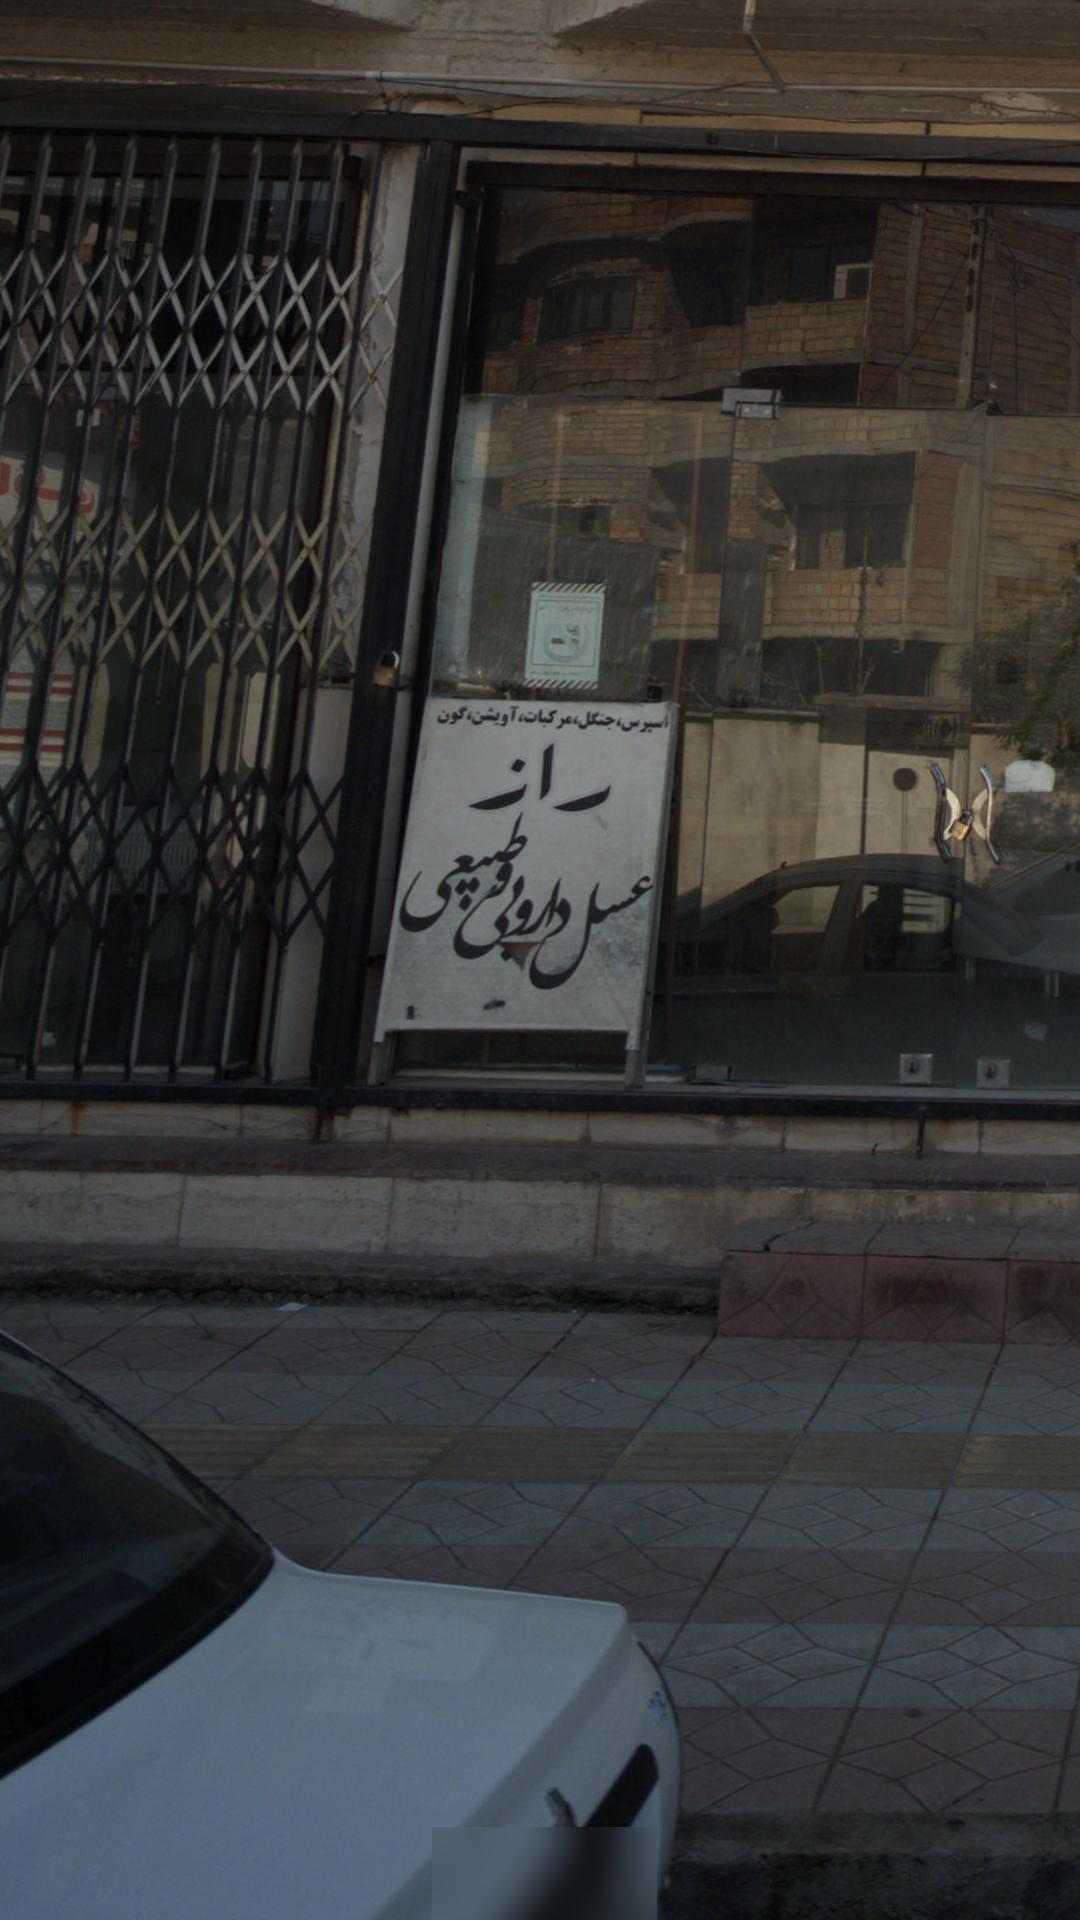 اسپرس،جنگل،مرکبات،آویشن،گون
راز
عسل دارویی و طبیعی